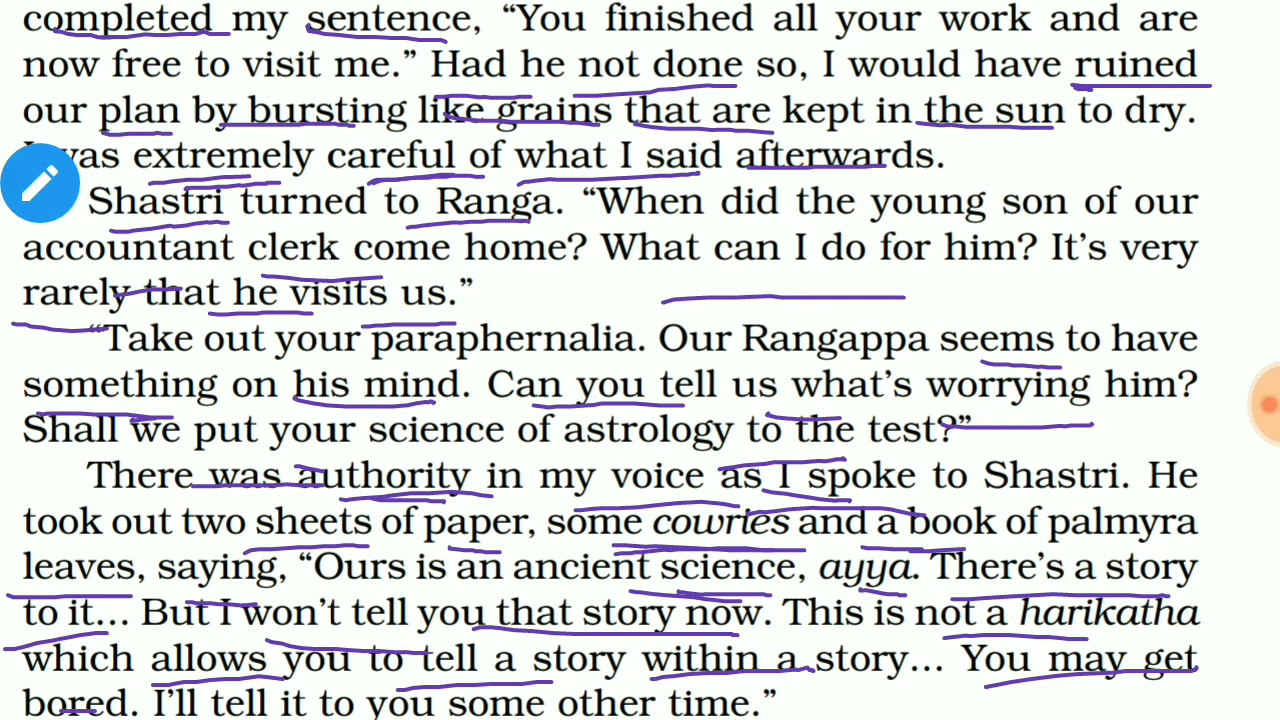 completed my sentence, “You finished all your work and are
now free to visit me.” Had he not done so, I would have ruined
our plan by bursting like grains that are kept in the sun to dry.
I was extremely careful of what I said afterwards.
Shastri turned to Ranga. “When did the young son of our
accountant clerk come home? What can I do for him? It’s very
rarely that he visits us.”
“Take out your paraphernalia. Our Rangappa seems to have
something on his mind. Can you tell us what’s worrying him?
Shall we put your science of astrology to the test?”
There was authority in my voice as I spoke to Shastri. He
took out two sheets of paper, some cowries and a book of palmyra
leaves, saying, “Ours is an ancient science, ayya. There’s a story
to it... But I won’t tell you that story now. This is not a harikatha
which allows you to tell a story within a story... You may get
bored. I’ll tell it to you some other time.”